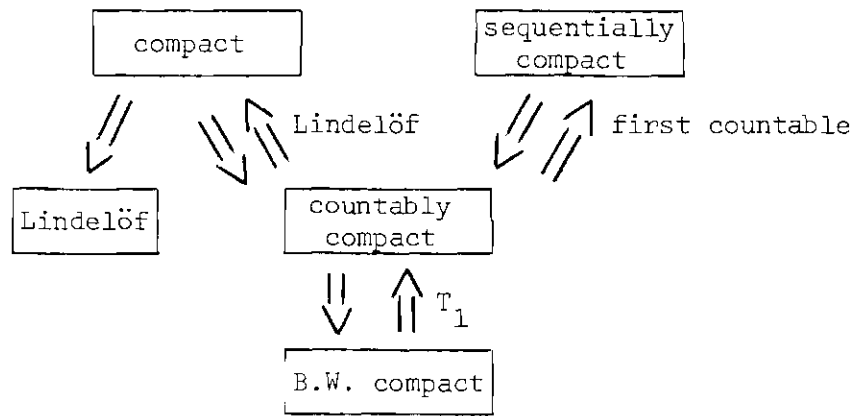 compact
sequentially
compact
Lindelöf
first countable
Lindelöf
countably
compact
T₁
B.W. compact